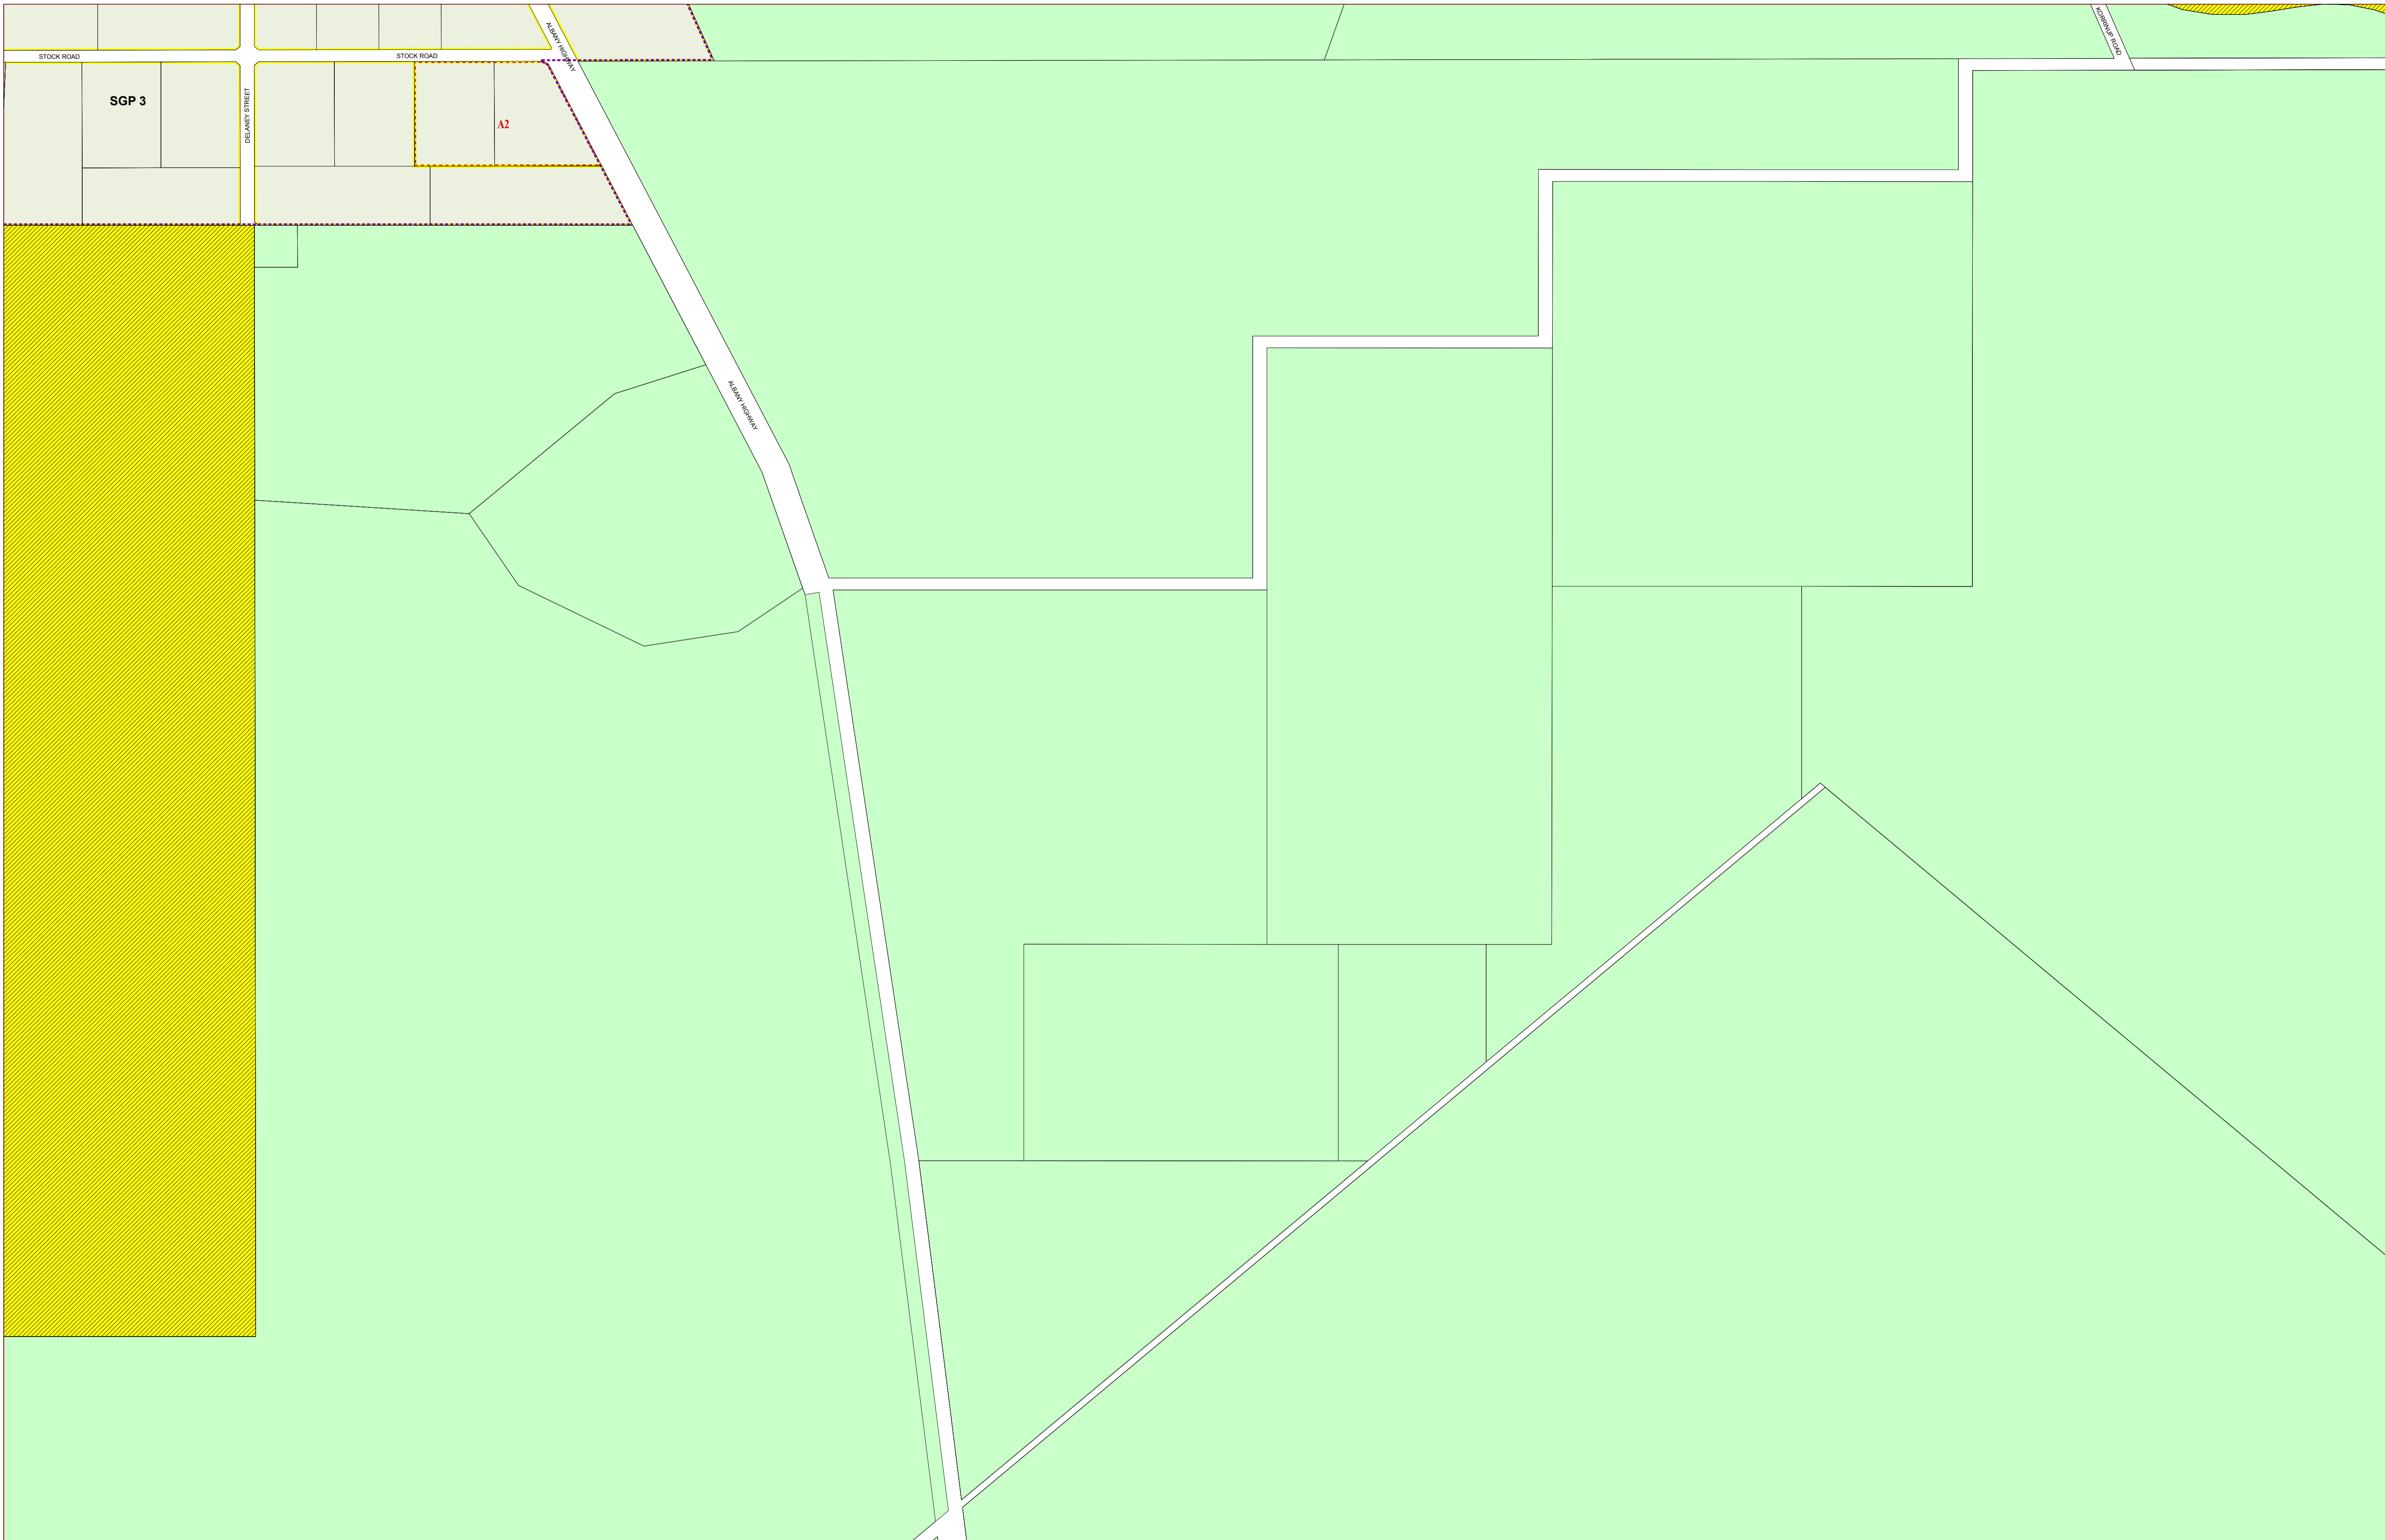 ALBANY HIGHWAY
KORRINUP ROAD
STOCK ROAD
STOCK ROAD
SGP 3
DELANEY STREET
A2
ALBANY HIGHWAY